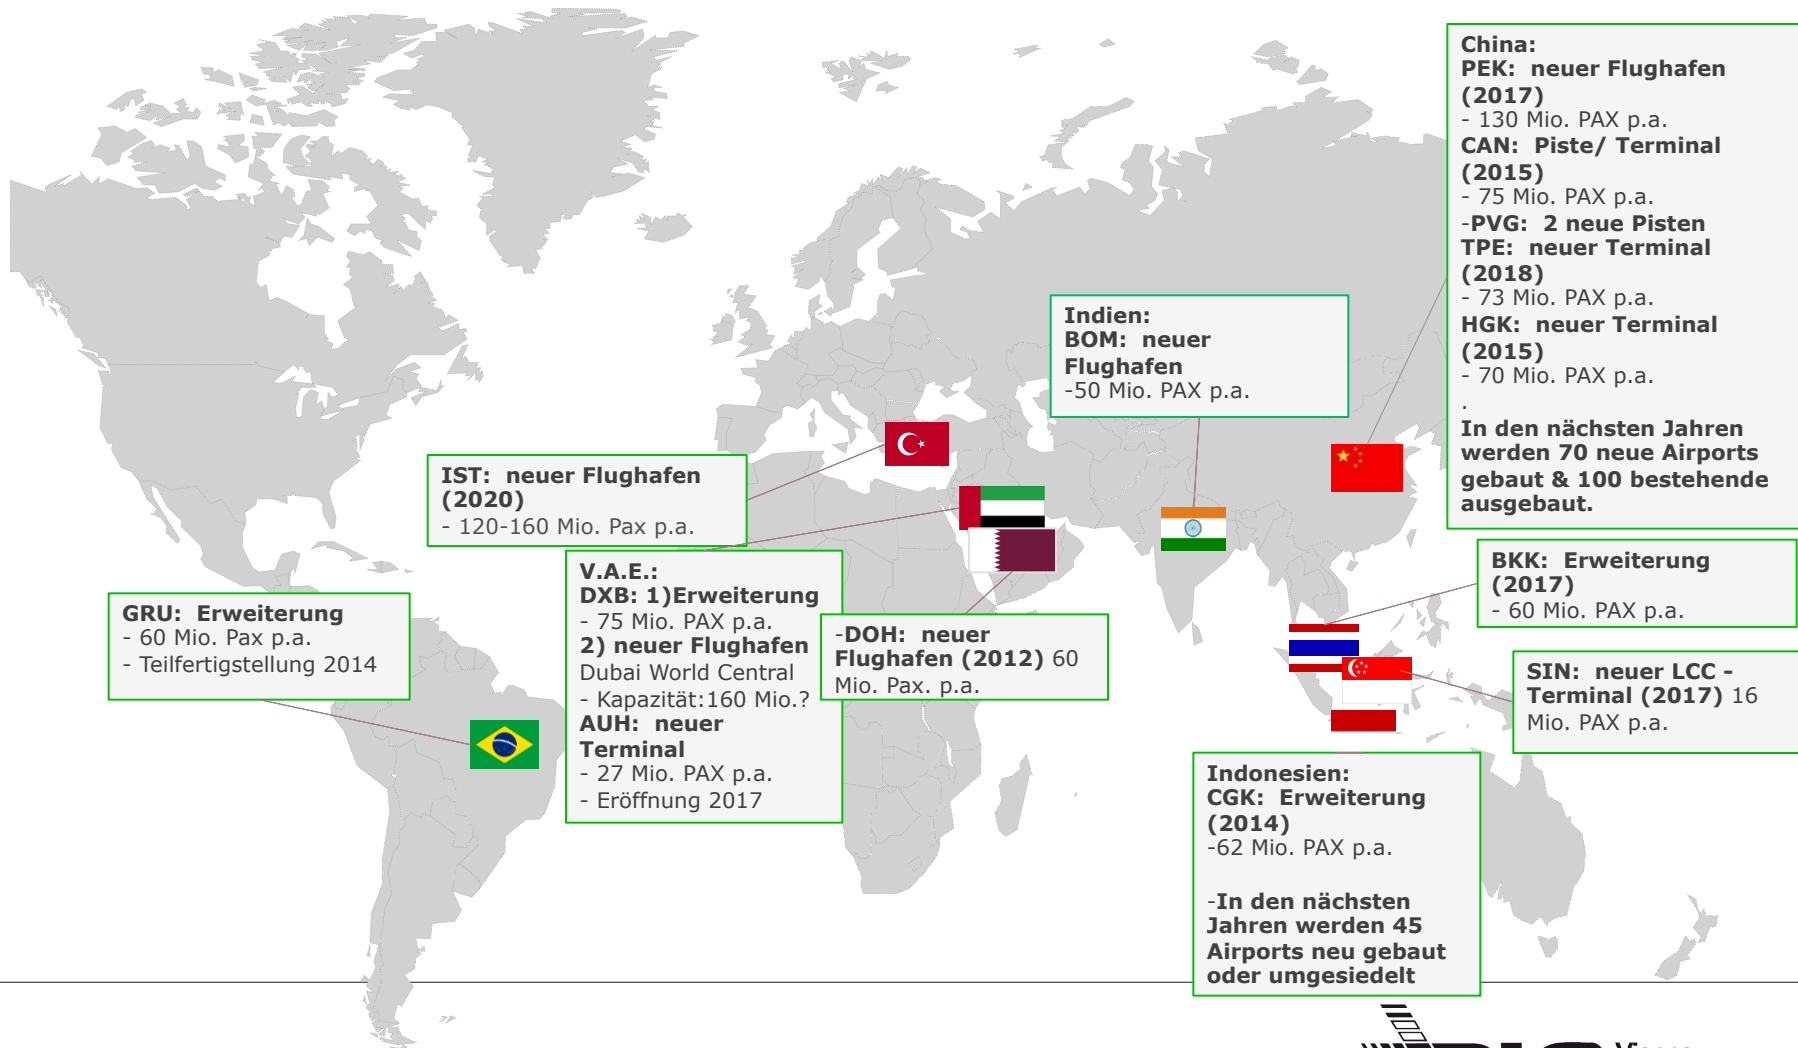 China:
PEK: neuer Flughafen
(2017)
- 130 Mio. PAX p.a.
CAN: Piste/ Terminal
(2015)
- 75 Mio. PAX p.a.
-PVG: 2 neue Pisten
TPE: neuer Terminal
(2018)
- 73 Mio. PAX p.a.
HGK: neuer Terminal
(2015)
- 70 Mio. PAX p.a.
.
In den nächsten Jahren
werden 70 neue Airports
gebaut & 100 bestehende
ausgebaut.
Indien:
BOM: neuer
Flughafen
-50 Mio. PAX p.a.
IST: neuer Flughafen
(2020)
- 120-160 Mio. Pax p.a.
V.A.E.:
DXB: 1)Erweiterung
- 75 Mio. PAX p.a.
2) neuer Flughafen
Dubai World Central
- Kapazität:160 Mio.?
AUH: neuer
Terminal
- 27 Mio. PAX p.a.
- Eröffnung 2017
GRU: Erweiterung
- 60 Mio. Pax p.a.
- Teilfertigstellung 2014
-DOH: neuer
Flughafen (2012) 60
Mio. Pax. p.a.
BKK: Erweiterung
(2017)
- 60 Mio. PAX p.a.
SIN: neuer LCC -
Terminal (2017) 16
Mio. PAX p.a.
Indonesien:
CGK: Erweiterung
(2014)
-62 Mio. PAX p.a.
-In den nächsten
Jahren werden 45
Airports neu gebaut
oder umgesiedelt